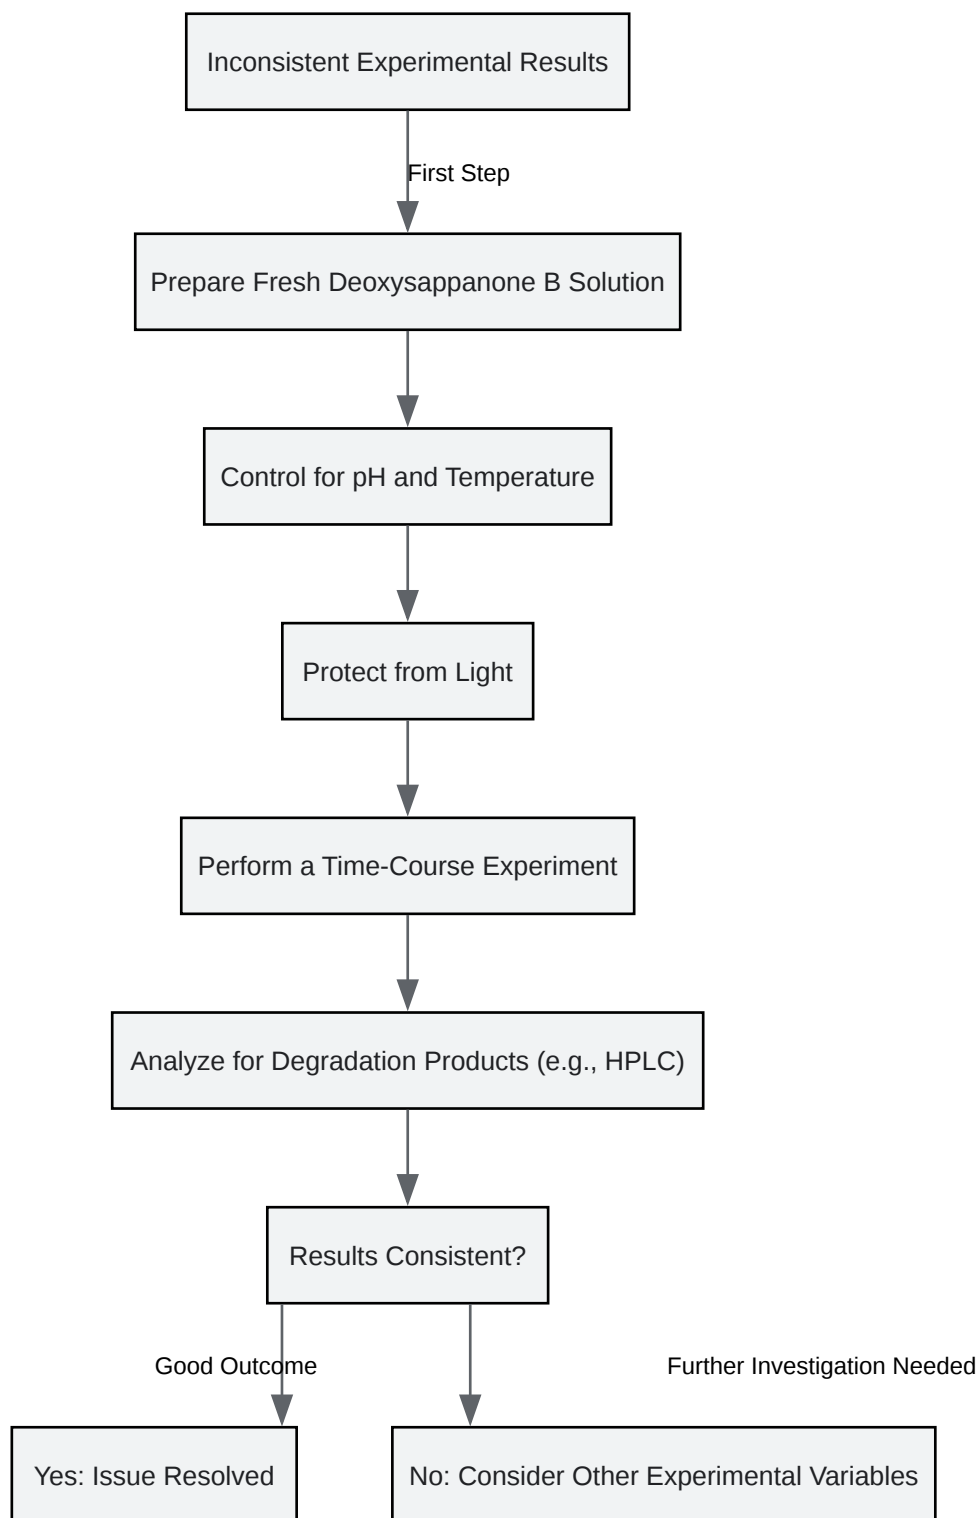 Inconsistent Experimental Results
First Step
Prepare Fresh Deoxysappanone B Solution
Control for pH and Temperature
Protect from Light
Perform a Time-Course Experiment
Analyze for Degradation Products (e.g., HPLC)
Results Consistent?
Good Outcome
Further Investigation Needed
Yes: Issue Resolved
No: Consider Other Experimental Variables